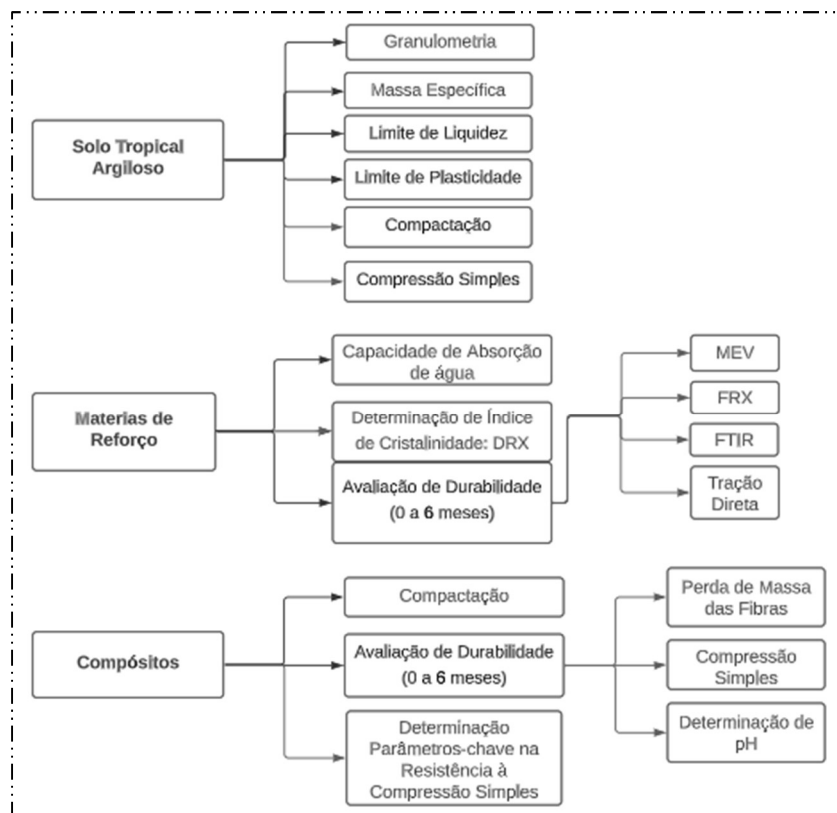 Solo Tropical
Argiloso
Granulometria
Massa Específica
Limite de Liquidez
Limite de Plasticidade
Compactação
Compressão Simples
Materias de
Reforço
Capacidade de Absorção
de água
Determinação de Índice
de Cristalinidade: DRX
Avaliação de Durabilidade
(0 a 6 meses)
MEV
FRX
FTIR
Tração
Direta
Compósitos
Compactação
Avaliação de Durabilidade
(0 a 6 meses)
Determinação
Parâmetros-chave na
Resistência à
Compressão Simples
Perda de Massa
das Fibras
Compressão
Simples
Determinação de
pH